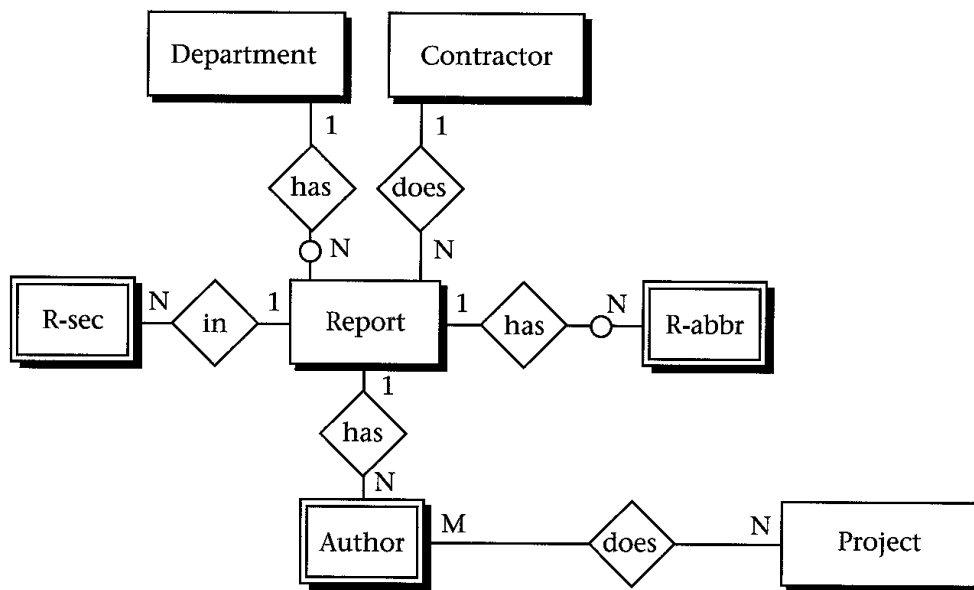 Department
Contractor
1
1
has
does
N
N
R-sec
N
in
1
Report
1
has
N
R-abbr
1
has
N
Author
M
does
N
Project